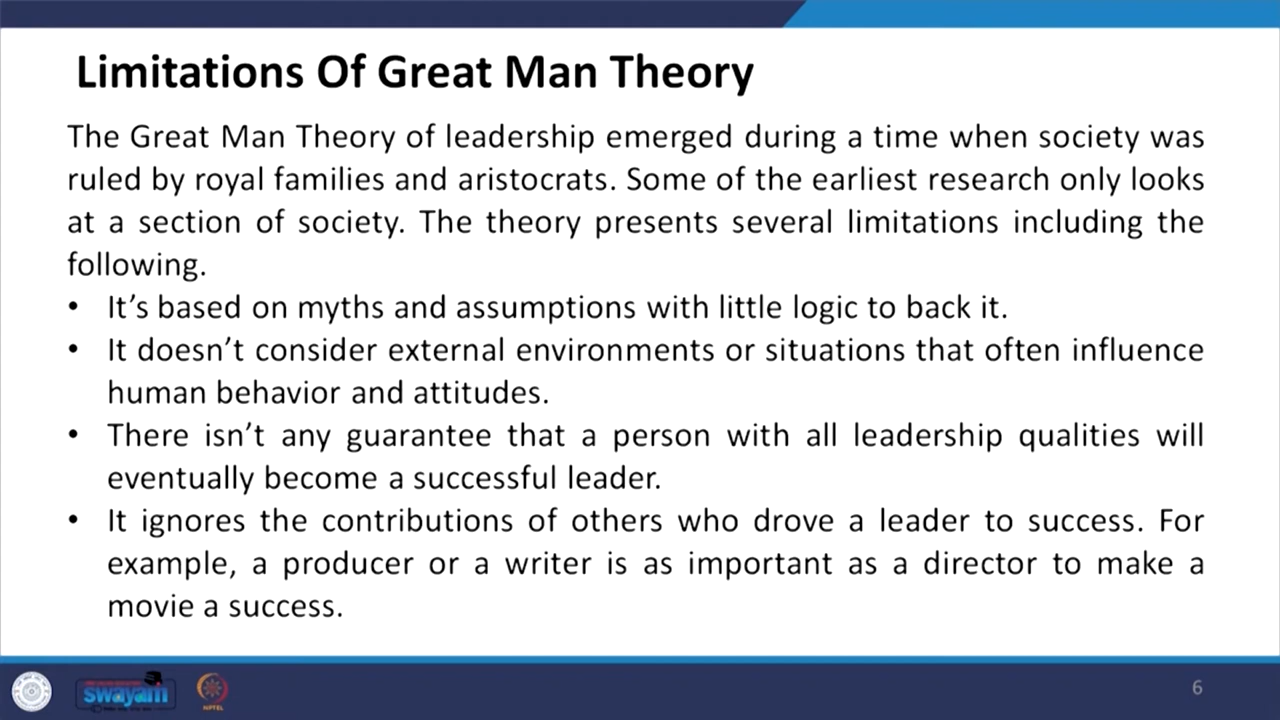 Limitations Of Great Man Theory
The Great Man Theory of leadership emerged during a time when society was
ruled by royal families and aristocrats. Some of the earliest research only looks
at a section of society. The theory presents several limitations including the
following.
• It’s based on myths and assumptions with little logic to back it.
• It doesn’t consider external environments or situations that often influence
human behavior and attitudes.
• There isn’t any guarantee that a person with all leadership qualities will
eventually become a successful leader.
• It ignores the contributions of others who drove a leader to success. For
example, a producer or a writer is as important as a director to make a
movie a success.
swayam
NPTEL
6